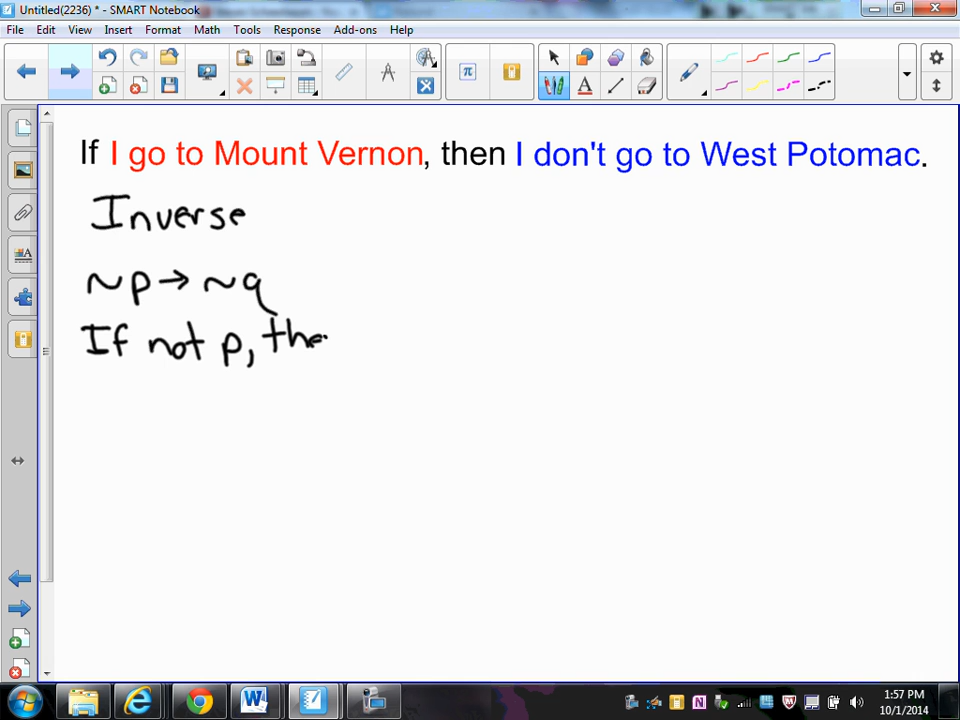 Untitled(2236) * - SMART Notebook
File Edit View Insert Format Math Tools Response Add-ons Help
If I go to Mount Vernon, then I don't go to West Potomac.
Inverse
~p→~q
If not p, the
1:57 PM
10/1/2014